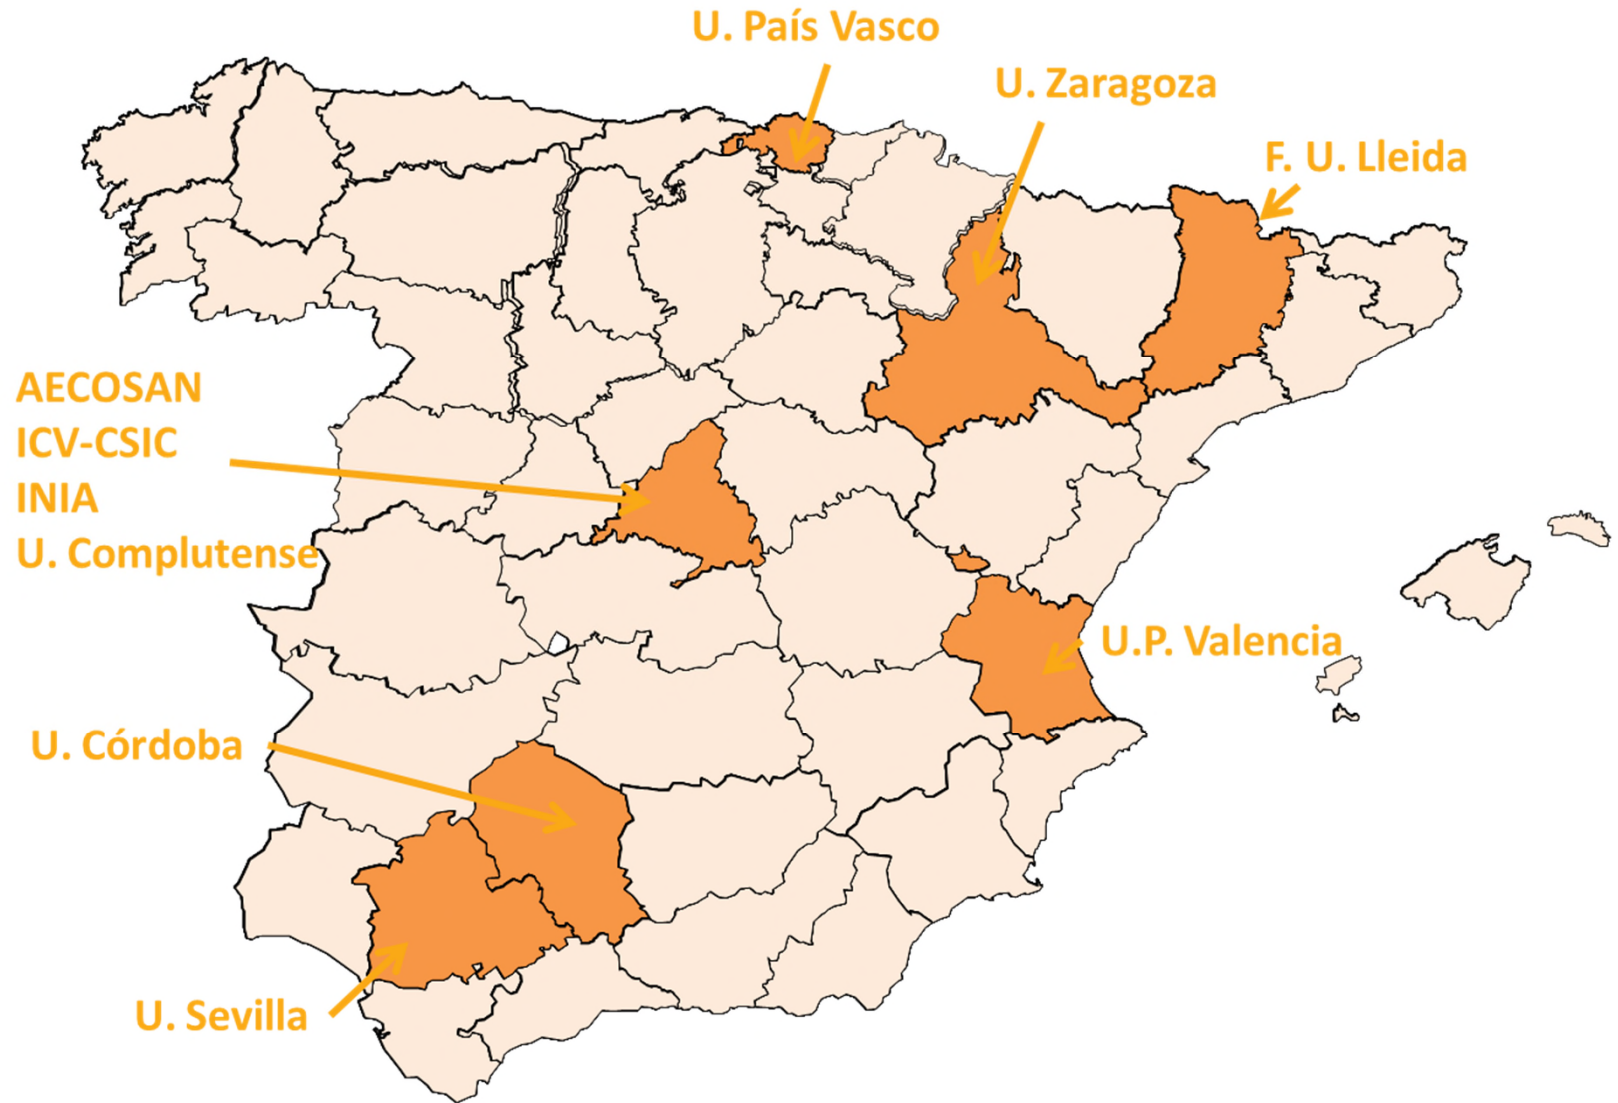 U. País Vasco
U. Zaragoza
F. U. Lleida
AECOSAN
ICV-CSIC
INIA
U. Complutense
U.P. Valencia
U. Córdoba
U. Sevilla